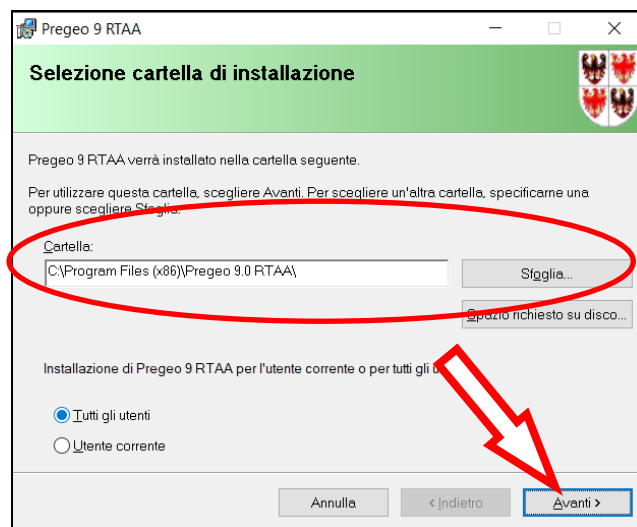 Pregeo 9 RTAA
Selezione cartella di installazione
Pregeo 9 RTAA verrà installato nella cartella seguente.
Per utilizzare questa cartella, scegliere Avanti. Per scegliere un'altra cartella, specificarne una
oppure scegliere Sfoglia.
Cartella:
C:\Program Files (x86)\Pregeo 9.0 RTAA\
Sfoglia...
Spazio richiesto su disco...
Installazione di Pregeo 9 RTAA per l'utente corrente o per tutti gli
Tutti gli utenti
Utente corrente
Annulla
< Indietro
Avanti >